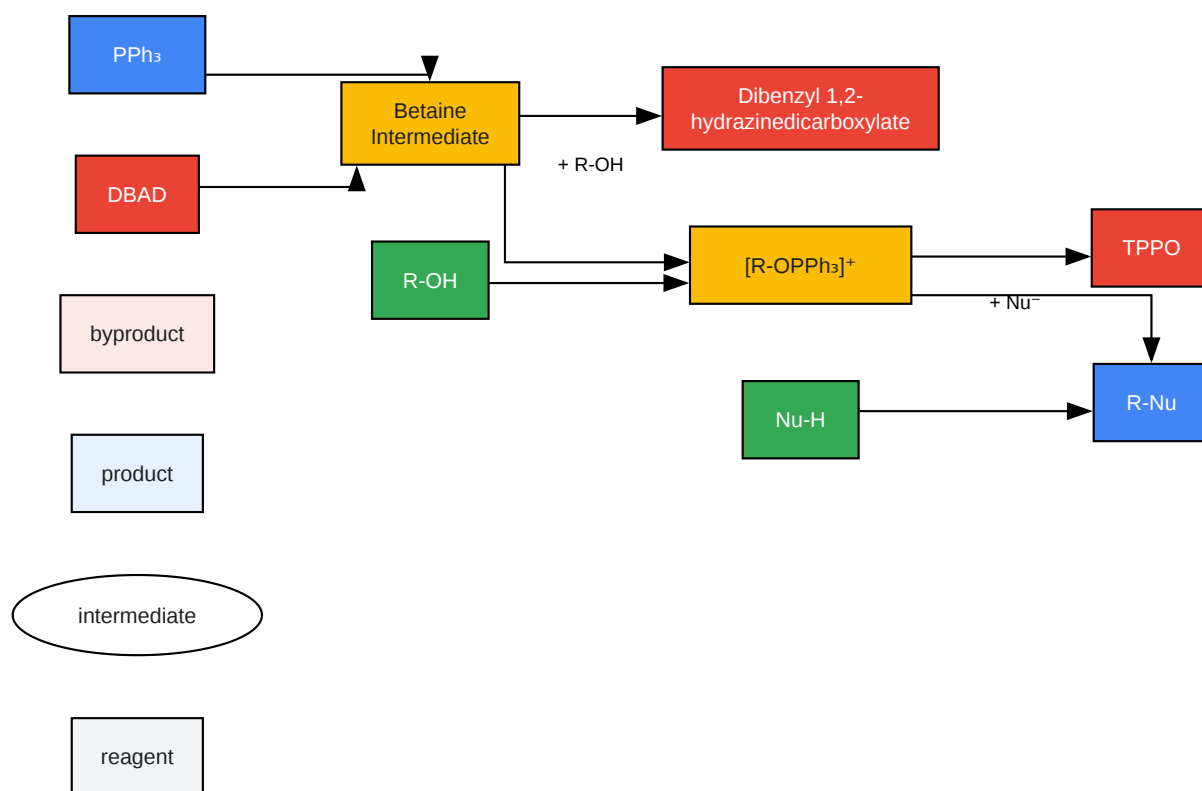 PPh₃
Betaine
Intermediate
Dibenzyl 1,2-
hydrazinedicarboxylate
+ R-OH
DBAD
R-OH
[R-OPPh₃]⁺
TPPO
+ Nu⁻
byproduct
Nu-H
R-Nu
product
intermediate
reagent